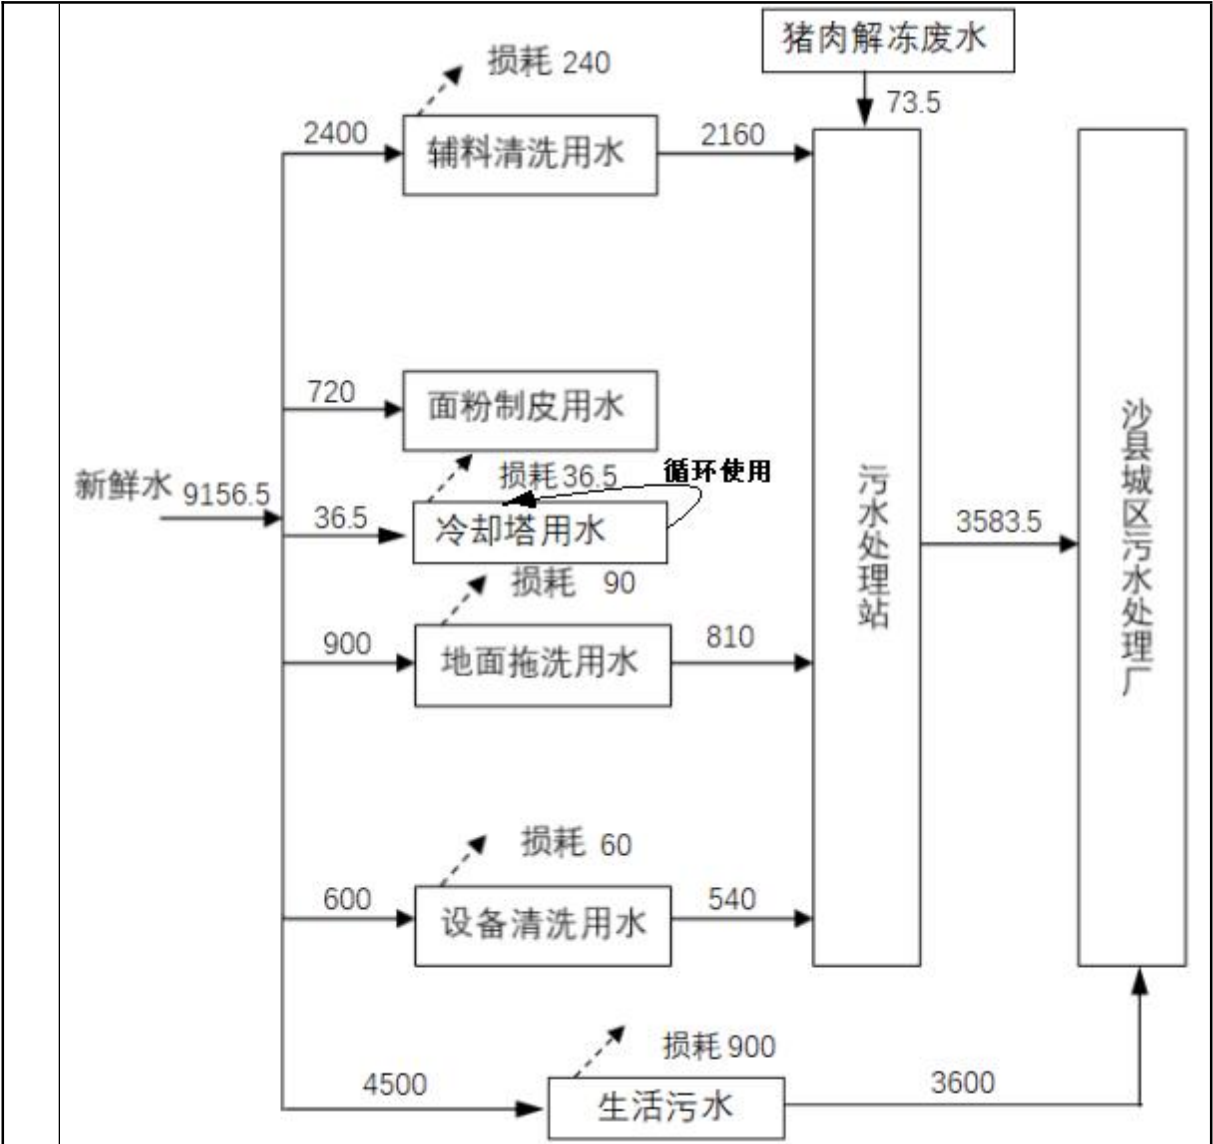 猪肉解冻废水
损耗 240
73.5
2400
辅料清洗用水
2160
720
面粉制皮用水
新鲜水 9156.5
损耗 36.5
循环使用
36.5
冷却塔用水
污水处理站
3583.5
沙县城区污水处理厂
损耗 90
900
地面拖洗用水
810
损耗 60
600
设备清洗用水
540
损耗 900
4500
生活污水
3600